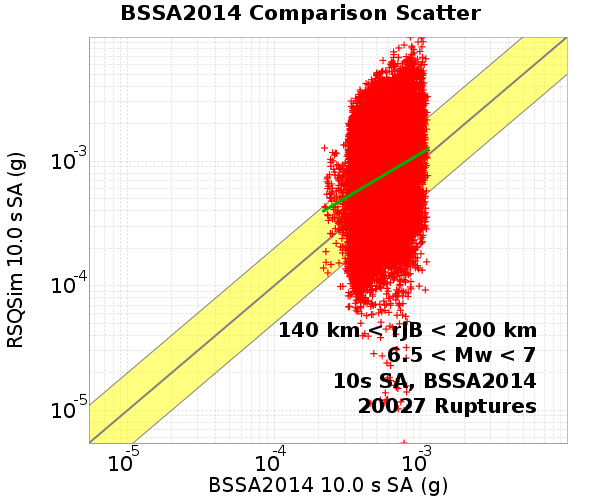 BSSA2014 Comparison Scatter
RSQSim 10.0 s SA (g)
10-3
10-4
10-5
140 km < rJB < 200 km
6.5 < Mw < 7
10s SA, BSSA2014
20027 Ruptures
10-5 10-4 10-3
BSSA2014 10.0 s SA (g)